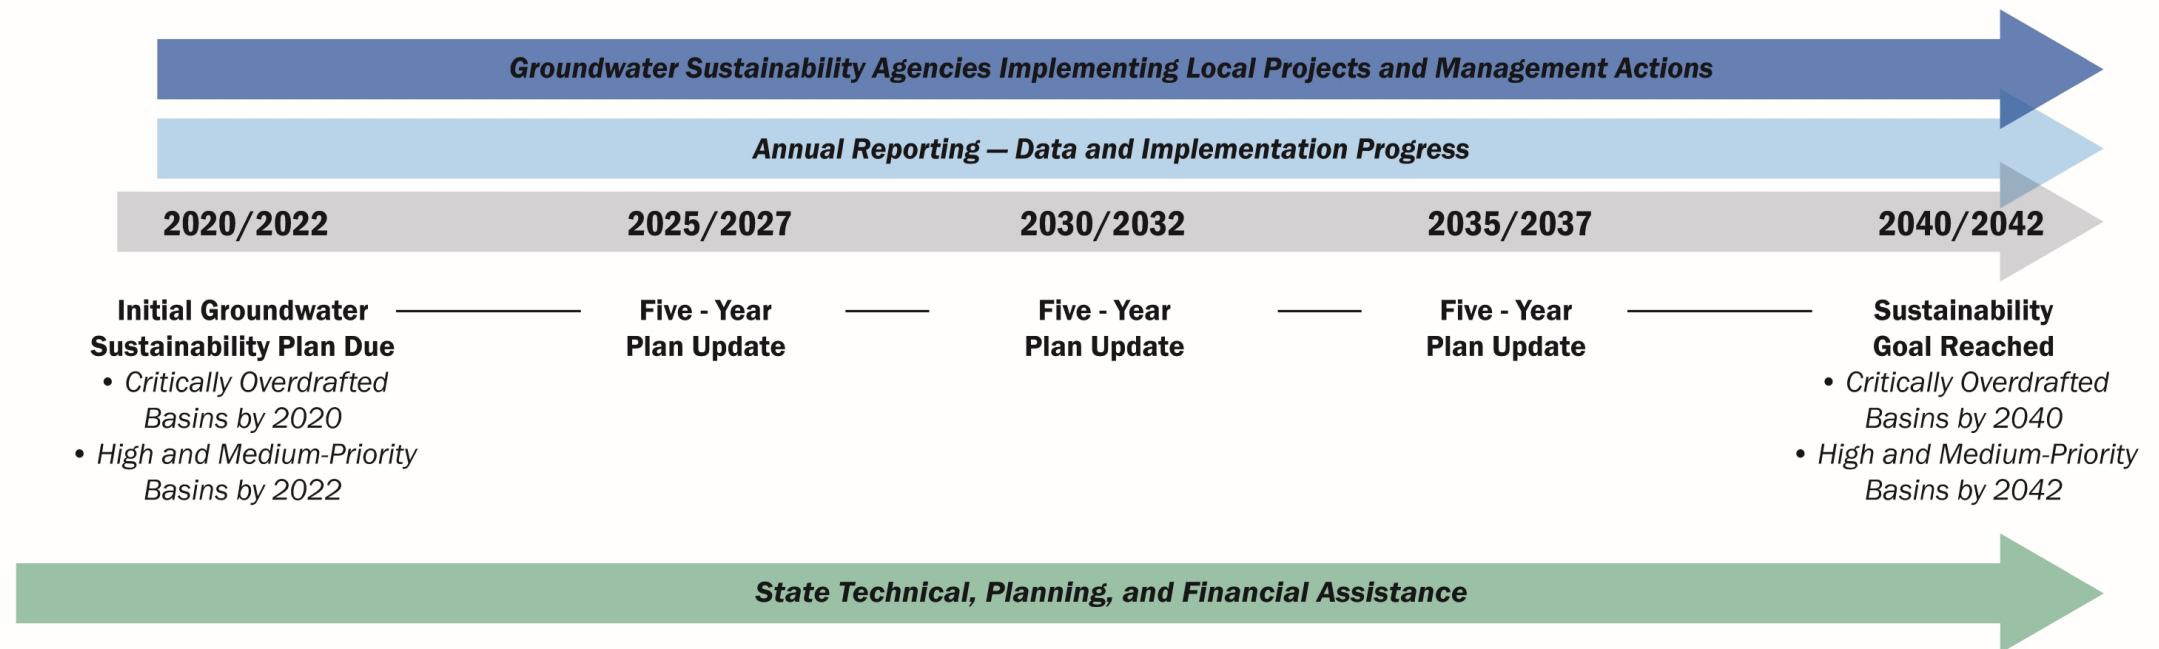 Groundwater Sustainability Agencies Implementing Local Projects and Management Actions
Annual Reporting — Data and Implementation Progress
2020/2022
2025/2027
2030/2032
2035/2037
2040/2042
Initial Groundwater
Sustainability Plan Due
• Critically Overdrafted
Basins by 2020
• High and Medium-Priority
Basins by 2022
Five - Year
Plan Update
Five - Year
Plan Update
Five - Year
Plan Update
Sustainability
Goal Reached
• Critically Overdrafted
Basins by 2040
• High and Medium-Priority
Basins by 2042
State Technical, Planning, and Financial Assistance